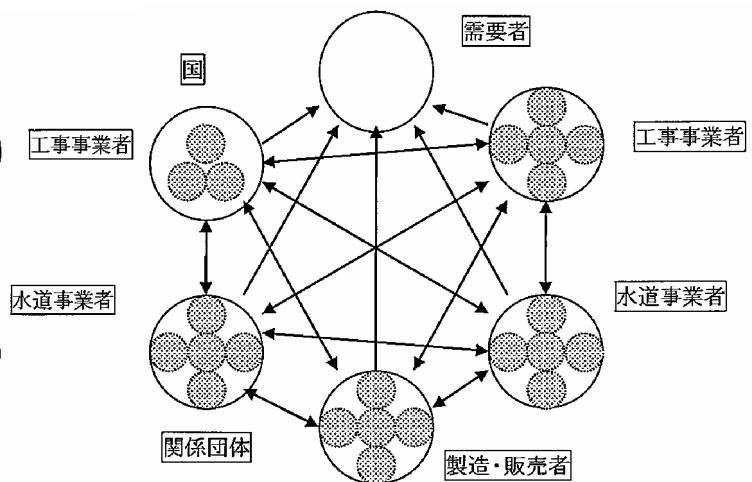 需要者
国
工事事業者
工事事業者
水道事業者
水道事業者
関係団体
製造・販売者